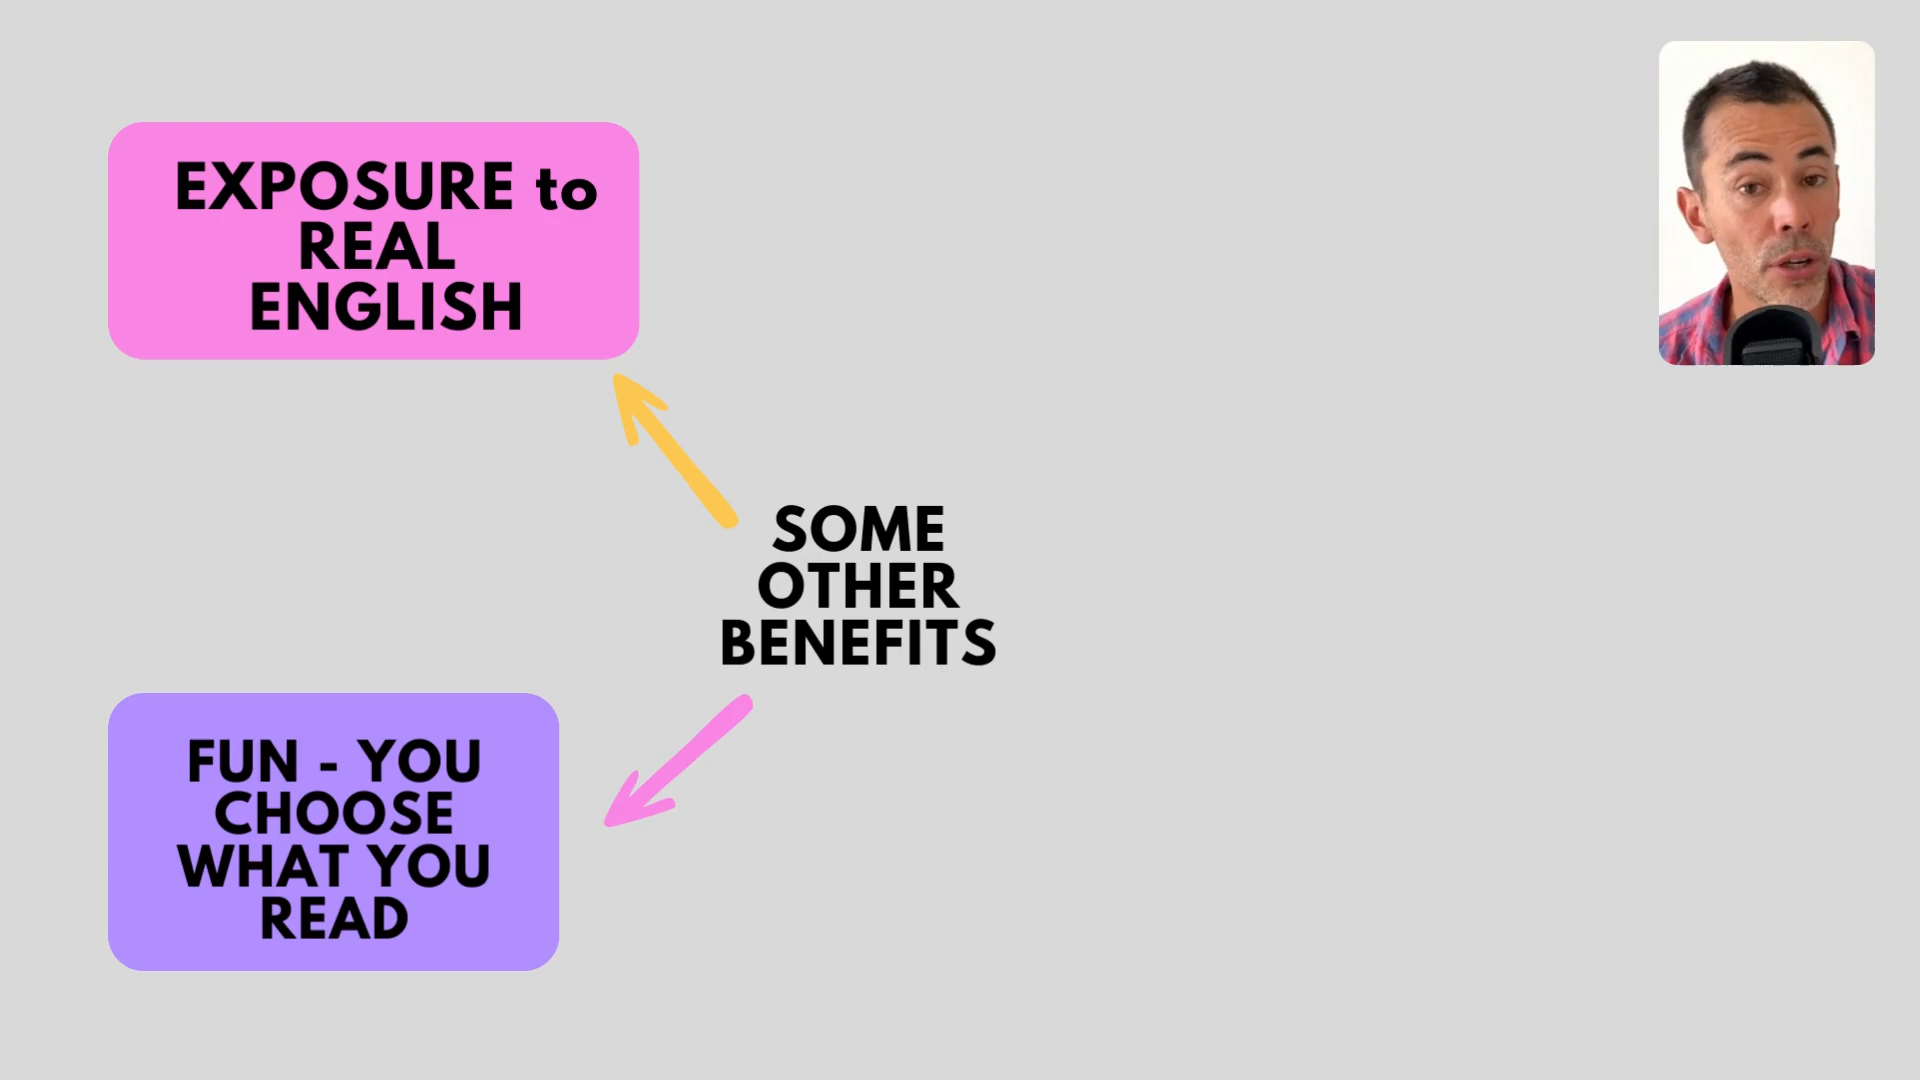 EXPOSURE to
REAL
ENGLISH
SOME
OTHER
BENEFITS
FUN - YOU
CHOOSE
WHAT YOU
READ